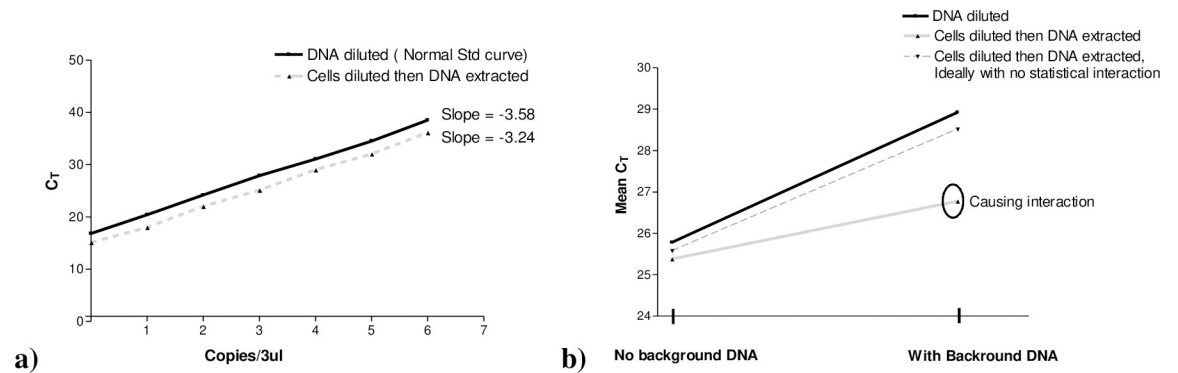 DNA diluted ( Normal Std curve)
Cells diluted then DNA extracted
50
40
30
20
10
0
CT
Slope = -3.58
Slope = -3.24
1 2 3 4 5 6 7
Copies/3ul
a)
DNA diluted
Cells diluted then DNA extracted
Cells diluted then DNA extracted,
Ideally with no statistical interaction
30
29
28
27
26
25
24
Mean CT
Causing interaction
No background DNA
With Backround DNA
b)